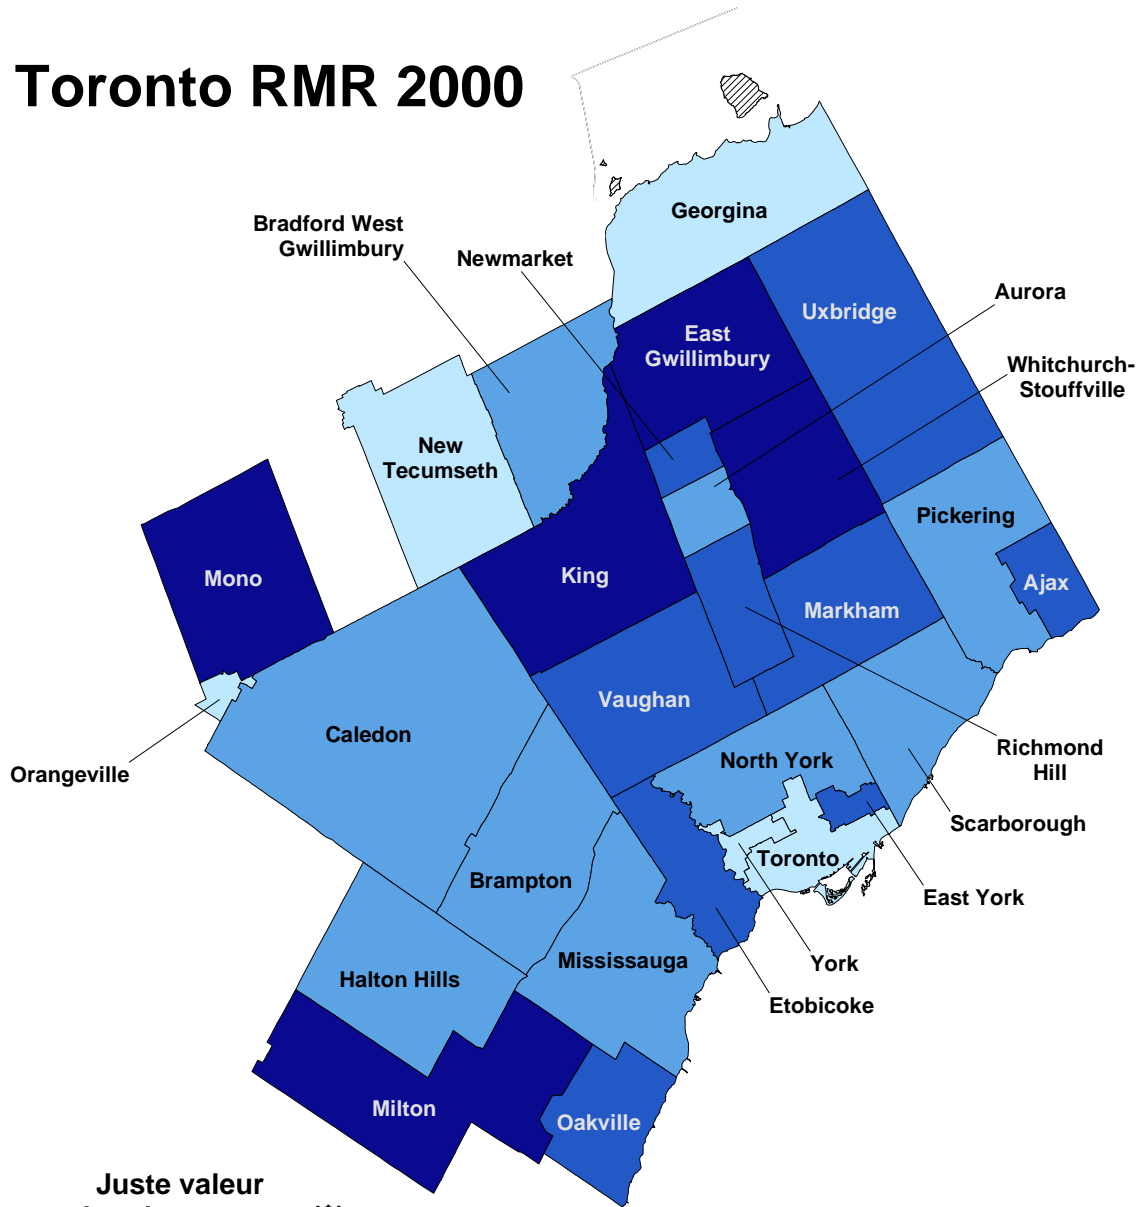 Toronto RMR 2000
Georgina
Bradford West
Gwillimbury
Newmarket
Aurora
East
Gwillimbury
Uxbridge
Whitchurch-
Stouffville
New
Tecumseth
Pickering
Mono
King
Ajax
Markham
Vaughan
Caledon
Orangeville
North York
Richmond
Hill
Scarborough
Toronto
Brampton
East York
Mississauga
York
Halton Hills
Etobicoke
Milton
Oakville
Juste valeur